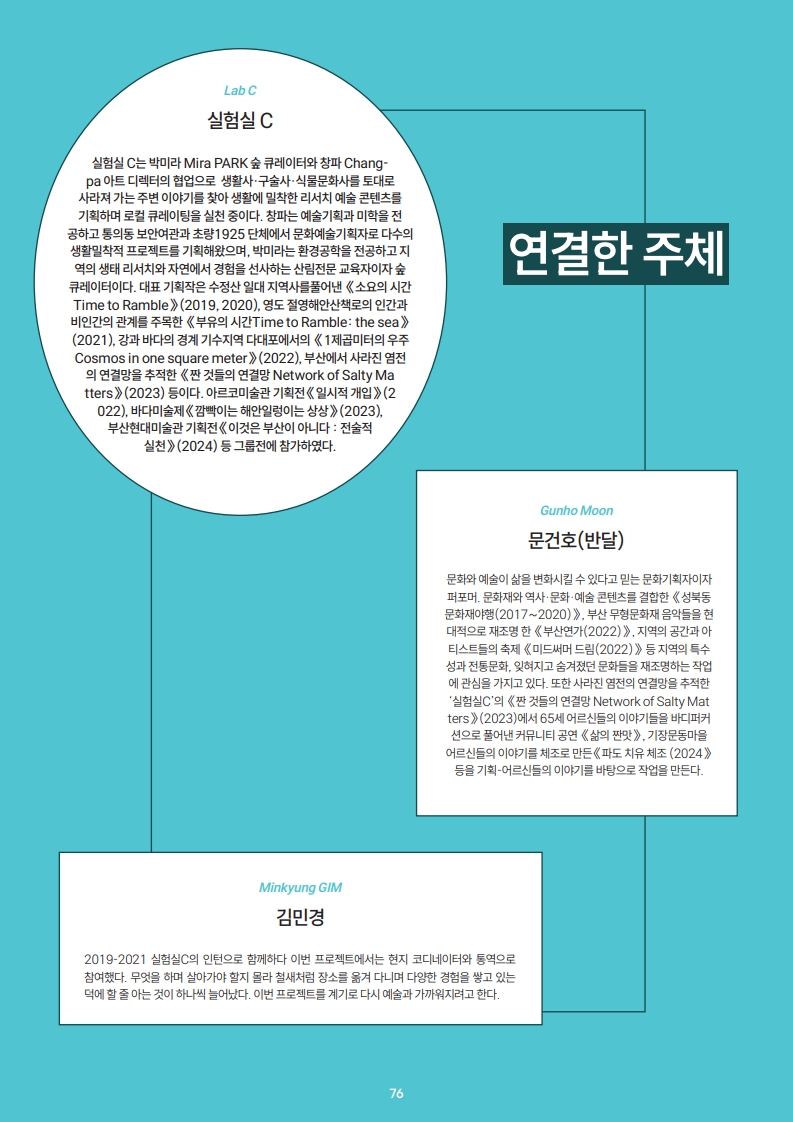 Lab C
실험실 C
실험실 C는 박미라 Mira PARK 숲 큐레이터와 창파 Chang-
pa 아트 디렉터의 협업으로 생활사·구술사·식물문화사를 토대로
사라져 가는 주변 이야기를 찾아 생활에 밀착한 리서치 예술 콘텐츠를
기획하며 로컬 큐레이팅을 실천 중이다. 창파는 예술기획과 미학을 전
공하고 통의동 보안여관과 초량1925 단체에서 문화예술기획자로 다수의
생활밀착적 프로젝트를 기획해왔으며, 박미라는 환경공학을 전공하고 지
역의 생태 리서치와 자연에서 경험을 선사하는 산림전문 교육자이자 숲
큐레이터이다. 대표 기획작은 수정산 일대 지역사를풀어낸 《소요의 시간
Time to Ramble》(2019, 2020), 영도 절영해안산책로의 인간과
비인간의 관계를 주목한 《부유의 시간Time to Ramble: the sea》
(2021), 강과 바다의 경계 기수지역 다대포에서의 《1제곱미터의 우주
Cosmos in one square meter》(2022), 부산에서 사라진 염전
의 연결망을 추적한 《짠 것들의 연결망 Network of Salty Ma
tters》(2023) 등이다. 아르코미술관 기획전《일시적 개입》(2
022), 바다미술제《깜빡이는 해안일렁이는 상상》(2023),
부산현대미술관 기획전《이것은 부산이 아니다 : 전술적
실천》(2024) 등 그룹전에 참가하였다.
연결한 주체
Gunho Moon
문건호(반달)
문화와 예술이 삶을 변화시킬 수 있다고 믿는 문화기획자이자
퍼포머. 문화재와 역사·문화·예술 콘텐츠를 결합한 《성북동
문화재야행(2017~2020)》, 부산 무형문화재 음악들을 현
대적으로 재조명 한 《부산연가(2022)》, 지역의 공간과 아
티스트들의 축제 《미드써머 드림(2022)》 등 지역의 특수
성과 전통문화, 잊혀지고 숨겨졌던 문화들을 재조명하는 작업
에 관심을 가지고 있다. 또한 사라진 염전의 연결망을 추적한
‘실험실C’의 《짠 것들의 연결망 Network of Salty Mat
ters》(2023)에서 65세 어르신들의 이야기들을 바디퍼커
션으로 풀어낸 커뮤니티 공연 《삶의 짠맛》, 기장문동마을
어르신들의 이야기를 체조로 만든《파도 치유 체조 (2024》
등을 기획-어르신들의 이야기를 바탕으로 작업을 만든다.
Minkyung GIM
김민경
2019-2021 실험실C의 인턴으로 함께하다 이번 프로젝트에서는 현지 코디네이터와 통역으로
참여했다. 무엇을 하며 살아가야 할지 몰라 철새처럼 장소를 옮겨 다니며 다양한 경험을 쌓고 있는
덕에 할 줄 아는 것이 하나씩 늘어났다. 이번 프로젝트를 계기로 다시 예술과 가까워지려고 한다.
76